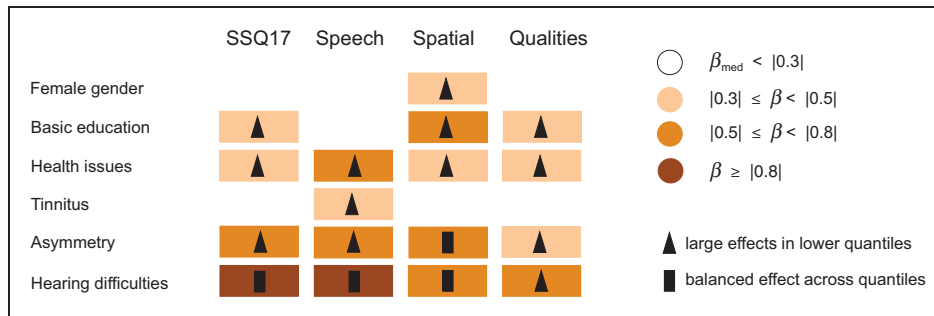 SSQ17 Speech Spatial Qualities
Female gender
Basic education
Health issues
Tinnitus
Asymmetry
Hearing difficulties
βmed < |0.3|
|0.3| ≤ β < |0.5|
|0.5| ≤ β < |0.8|
β ≥ |0.8|
large effects in lower quantiles
balanced effect across quantiles